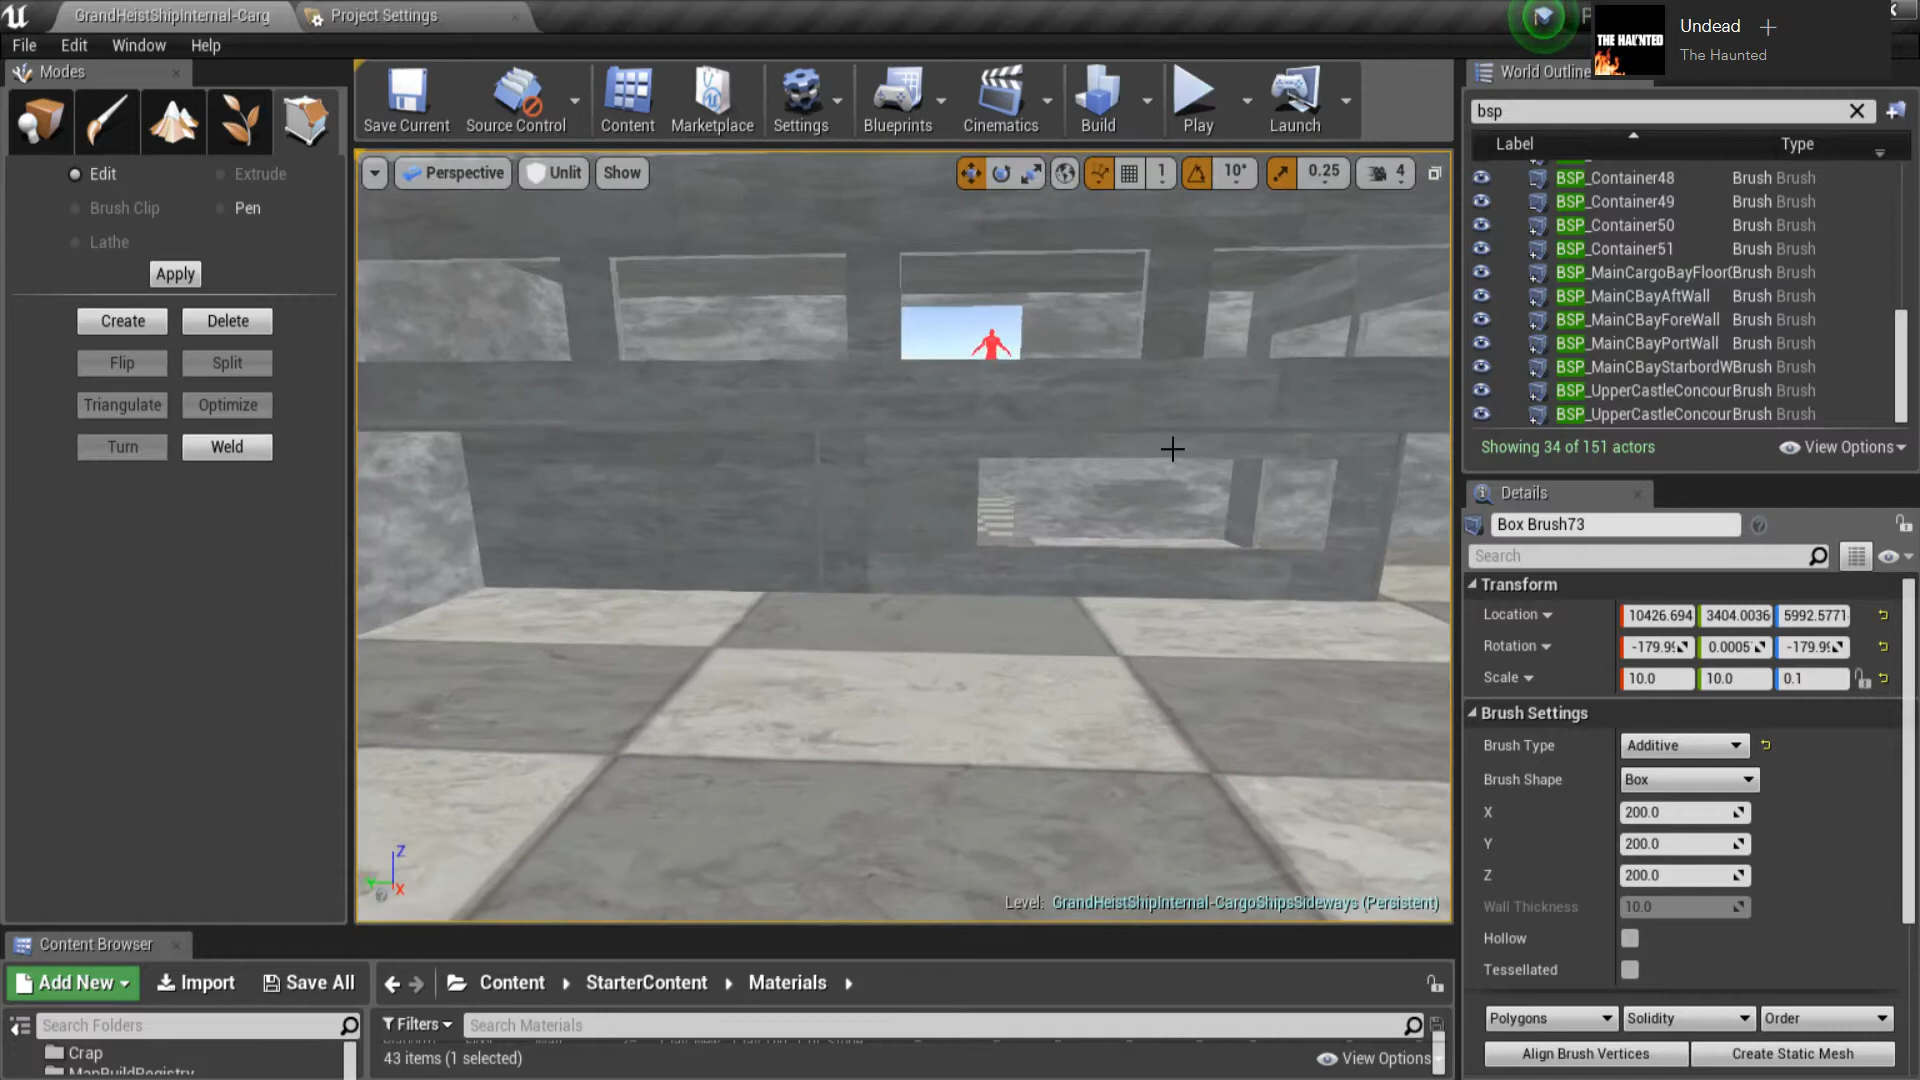 GrandHeistShipInternal-Carg
Project Settings
Undead
THE HAUNTED
The Haunted
File Edit Window Help
Modes
Save Current Source Control Content Marketplace Settings Blueprints Cinematics Build Play Launch
World Outline
bsp
Label Type
Edit Extrude
Brush Clip Pen
Lathe
Apply
Create Delete
Flip Split
Triangulate Optimize
Turn Weld
Perspective Unlit Show
1 10° 0.25 4
BSP_Container48 Brush Brush
BSP_Container49 Brush Brush
BSP_Container50 Brush Brush
BSP_Container51 Brush Brush
BSP_MainCargoBayFloor Brush Brush
BSP_MainCBayAftWall Brush Brush
BSP_MainCBayForeWall Brush Brush
BSP_MainCBayPortWall Brush Brush
BSP_MainCBayStarbordW Brush Brush
BSP_UpperCastleConcour Brush Brush
BSP_UpperCastleConcour Brush Brush
Showing 34 of 151 actors View Options
Details
Box Brush73
Search
Transform
Location 10426.694 3404.0036 5992.5771
Rotation -179.99 0.0005 -179.99
Scale 10.0 10.0 0.1
Brush Settings
Brush Type Additive
Brush Shape Box
X 200.0
Y 200.0
Z 200.0
Wall Thickness 10.0
Hollow
Tessellated
Polygons Solidity Order
Align Brush Vertices Create Static Mesh
Z
Y
X
Level: GrandHeistShipInternal-CargoShipsSideways (Persistent)
Content Browser
Add New Import Save All Content StarterContent Materials
Search Folders Filters Search Materials
Crap
MapBuildRegistry
43 items (1 selected) View Options